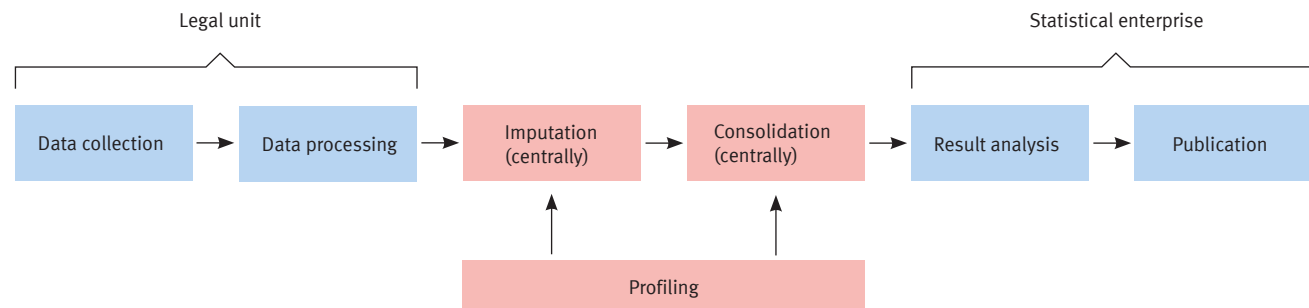 Legal unit
Statistical enterprise
Data collection
Data processing
Imputation
(centrally)
Consolidation
(centrally)
Result analysis
Publication
Profiling